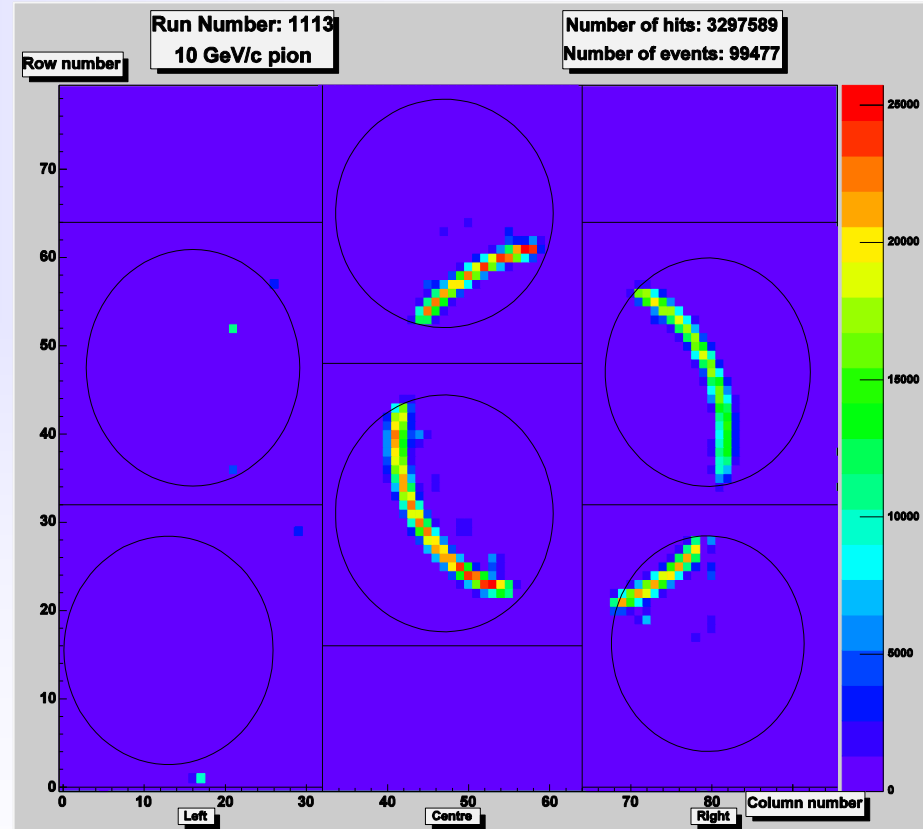 Run Number: 1113
10 GeV/c pion
Number of hits: 3297589
Number of events: 99477
Row number
70
60
50
40
30
20
10
0
25000
20000
15000
10000
5000
0
0 10 20 30 40 50 60 70 80
Column number
Left Centre Right